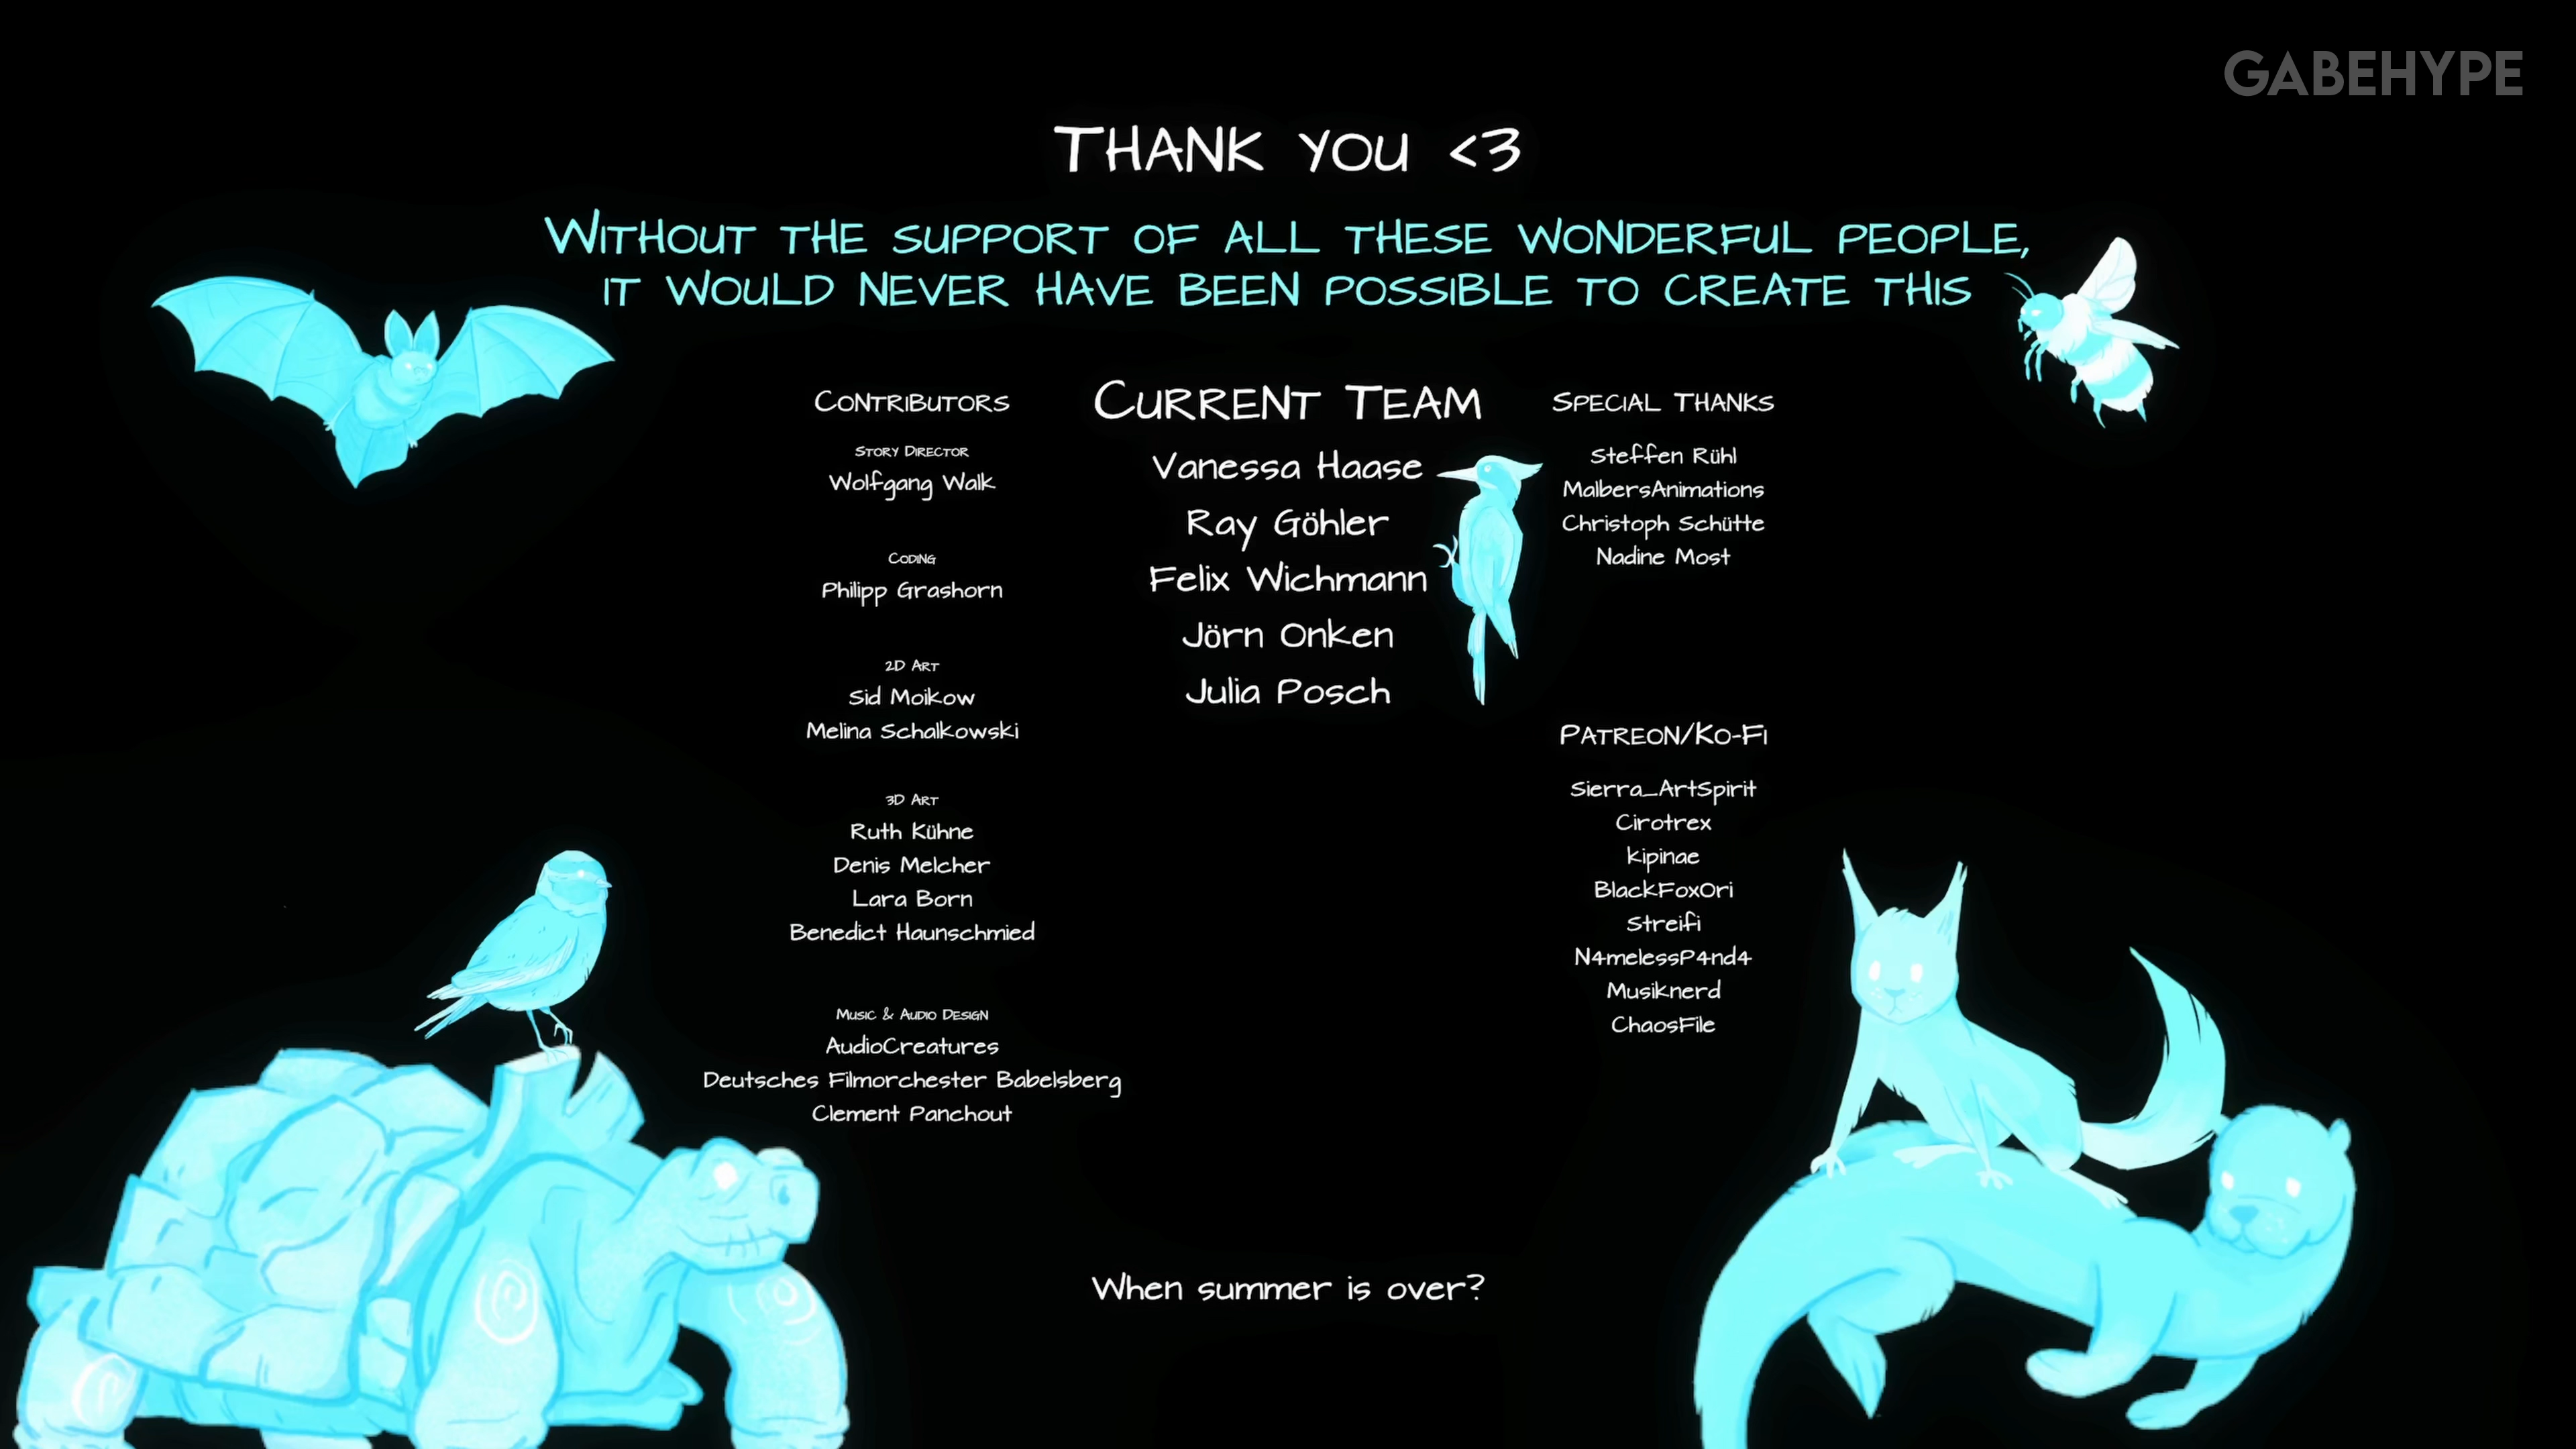 GABEHYPE
THANK YOU <3
WITHOUT THE SUPPORT OF ALL THESE WONDERFUL PEOPLE,
IT WOULD NEVER HAVE BEEN POSSIBLE TO CREATE THIS
CONTRIBUTORS
STORY DIRECTOR
Wolfgang Walk
CODING
Philipp Grashorn
2D ART
Sid Moikow
Melina Schalkowski
3D ART
Ruth Kühne
Denis Melcher
Lara Born
Benedict Haunschmied
MUSIC & AUDIO DESIGN
AudioCreatures
Deutsches Filmorchester Babelsberg
Clement Panchout
CURRENT TEAM
Vanessa Haase
Ray Göhler
Felix Wichmann
Jörn Onken
Julia Posch
SPECIAL THANKS
Steffen Rühl
MalbersAnimations
Christoph Schütte
Nadine Most
PATREON/KO-FI
Sierra_ArtSpirit
Cirotrex
kipinae
BlackFoxOri
Streifi
N4melessP4nd4
Musiknerd
ChaosFile
When summer is over?